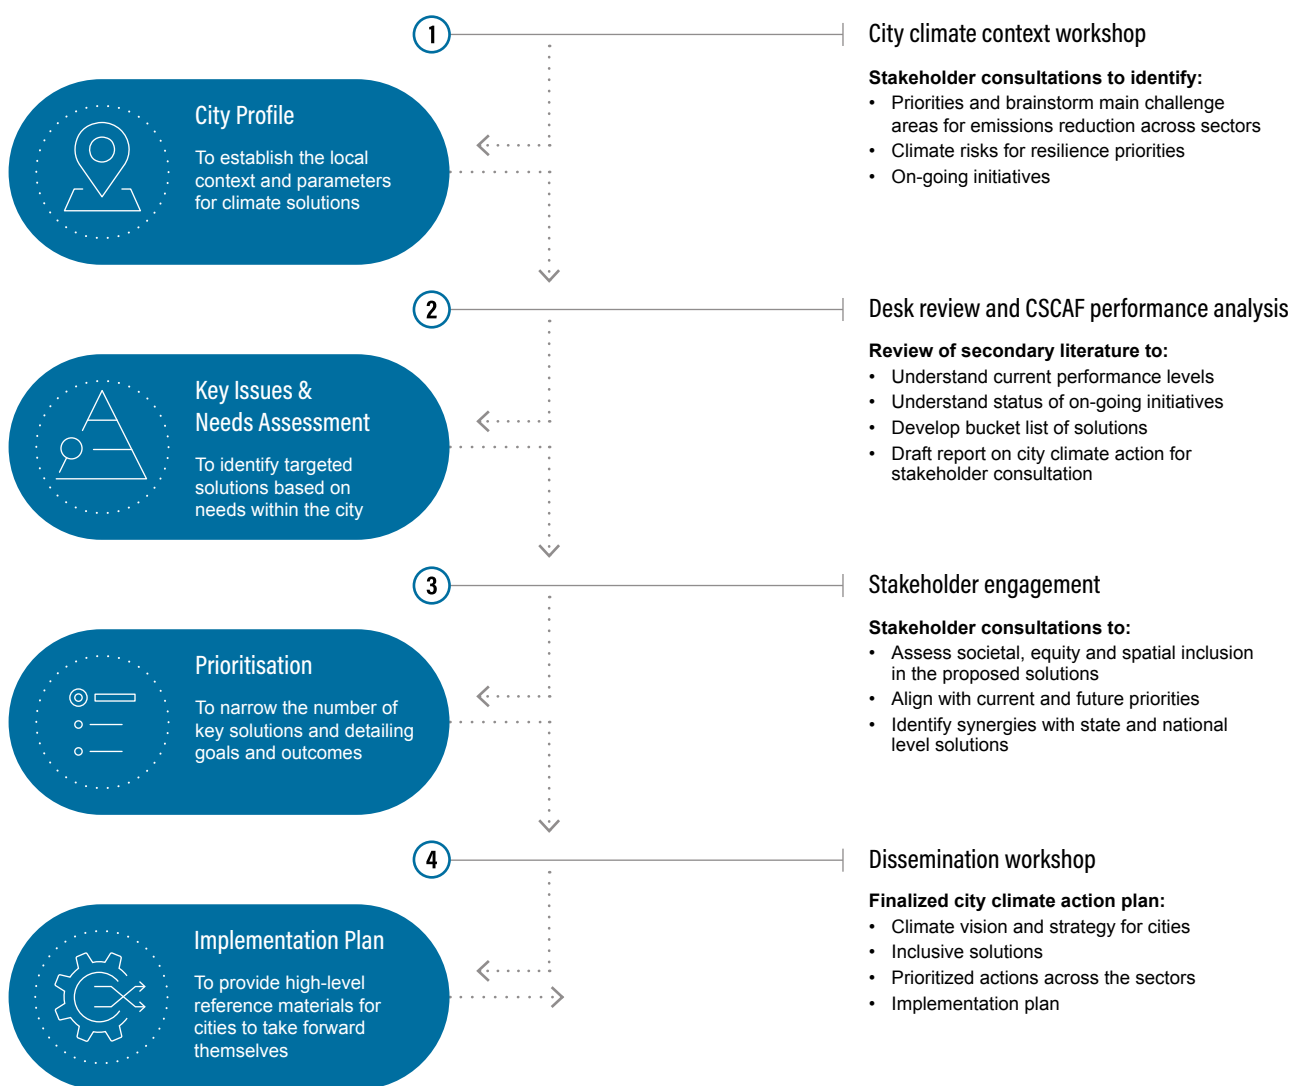 1
City climate context workshop
Stakeholder consultations to identify:
• Priorities and brainstorm main challenge
areas for emissions reduction across sectors
• Climate risks for resilience priorities
• On-going initiatives
City Profile
To establish the local
context and parameters
for climate solutions
2
Desk review and CSCAF performance analysis
Review of secondary literature to:
• Understand current performance levels
• Understand status of on-going initiatives
• Develop bucket list of solutions
• Draft report on city climate action for
stakeholder consultation
Key Issues &
Needs Assessment
To identify targeted
solutions based on
needs within the city
3
Stakeholder engagement
Stakeholder consultations to:
• Assess societal, equity and spatial inclusion
in the proposed solutions
• Align with current and future priorities
• Identify synergies with state and national
level solutions
Prioritisation
To narrow the number of
key solutions and detailing
goals and outcomes
4
Dissemination workshop
Finalized city climate action plan:
• Climate vision and strategy for cities
• Inclusive solutions
• Prioritized actions across the sectors
• Implementation plan
Implementation Plan
To provide high-level
reference materials for
cities to take forward
themselves